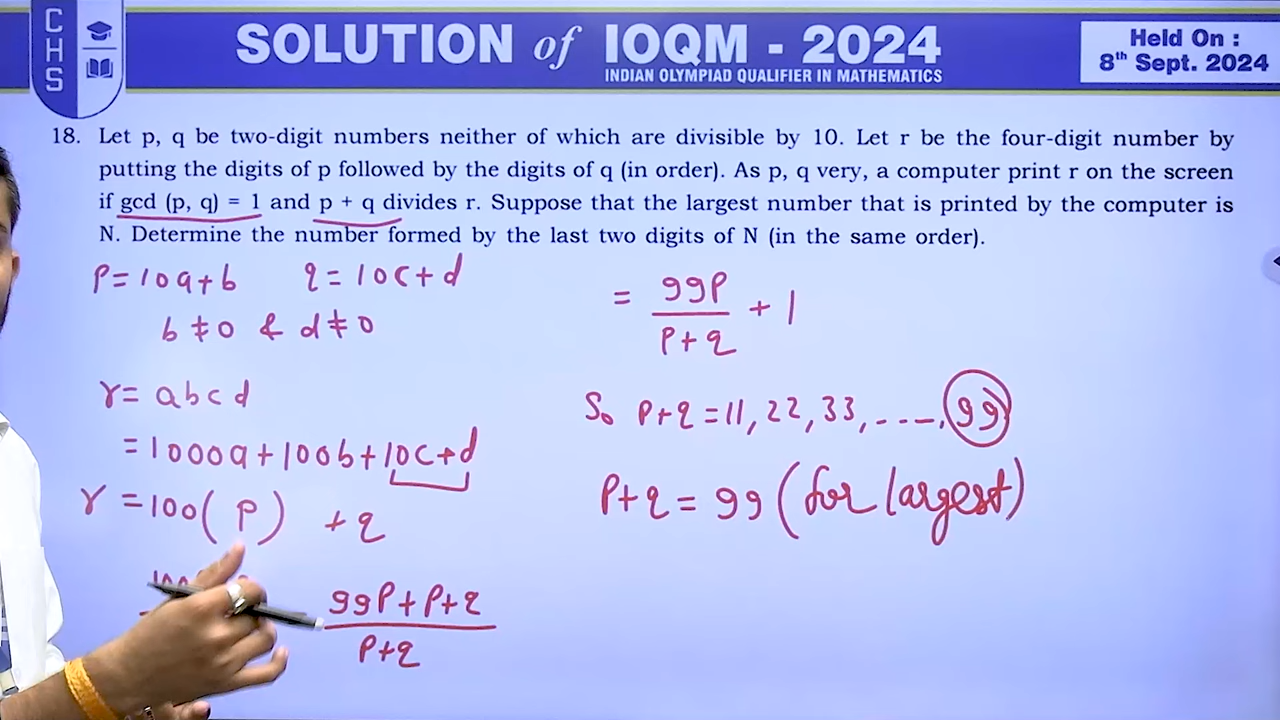 CHS
SOLUTION of IOQM - 2024
INDIAN OLYMPIAD QUALIFIER IN MATHEMATICS
Held On :
8th Sept. 2024
18. Let p, q be two-digit numbers neither of which are divisible by 10. Let r be the four-digit number by
putting the digits of p followed by the digits of q (in order). As p, q very, a computer print r on the screen
if gcd (p, q) = 1 and p + q divides r. Suppose that the largest number that is printed by the computer is
N. Determine the number formed by the last two digits of N (in the same order).
P=10a+b q=10c+d
b≠0 & d≠0
r= abcd
=1000a+100b+10c+d
r =100(P) +q
99P+P+q
P+q
= 99P/P+q + 1
So P+q =11, 22, 33, ----, 99
P+q = 99 (for largest)